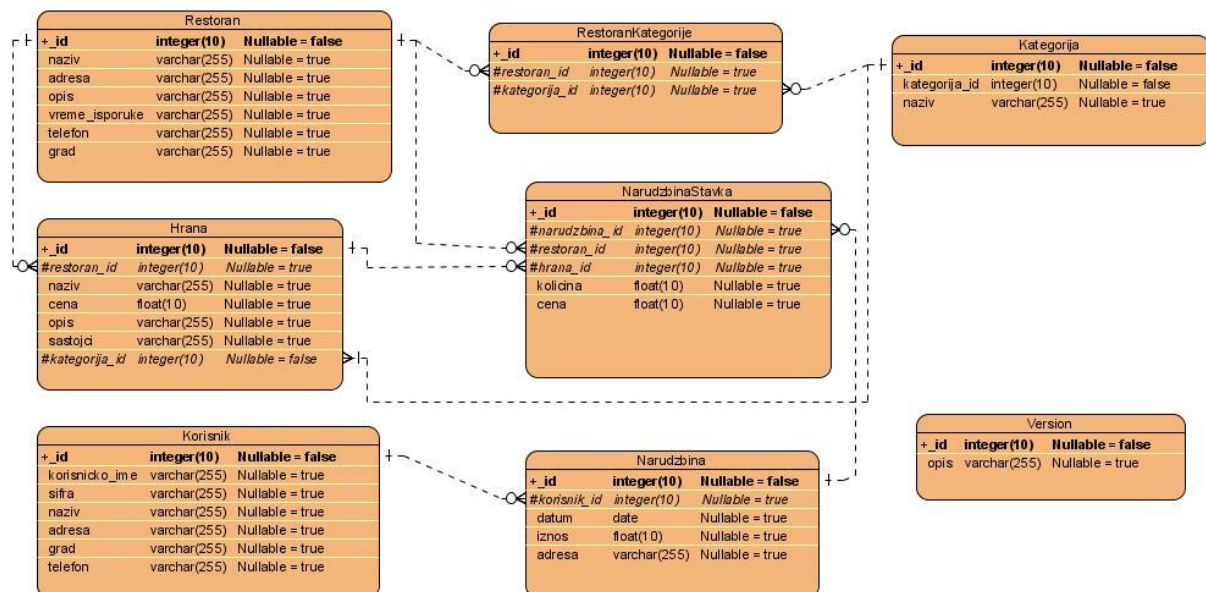 Restoran
+_id integer(10) Nullable = false
naziv varchar(255) Nullable = true
adresa varchar(255) Nullable = true
opis varchar(255) Nullable = true
vreme_isporuke varchar(255) Nullable = true
telefon varchar(255) Nullable = true
grad varchar(255) Nullable = true
RestoranKategorije
+_id integer(10) Nullable = false
#restoran_id integer(10) Nullable = true
#kategorija_id integer(10) Nullable = true
Kategorija
+_id integer(10) Nullable = false
kategorija_id integer(10) Nullable = false
naziv varchar(255) Nullable = true
Hrana
+_id integer(10) Nullable = false
#restoran_id integer(10) Nullable = true
naziv varchar(255) Nullable = true
cena float(10) Nullable = true
opis varchar(255) Nullable = true
sastojci varchar(255) Nullable = true
#kategorija_id integer(10) Nullable = false
NarudzbinaStavka
+_id integer(10) Nullable = false
#narudzbina_id integer(10) Nullable = true
#restoran_id integer(10) Nullable = true
#hrana_id integer(10) Nullable = true
kolicina float(10) Nullable = true
cena float(10) Nullable = true
Korisnik
+_id integer(10) Nullable = false
korisnicko_ime varchar(255) Nullable = true
sifra varchar(255) Nullable = true
naziv varchar(255) Nullable = true
adresa varchar(255) Nullable = true
grad varchar(255) Nullable = true
telefon varchar(255) Nullable = true
Narudzbina
+_id integer(10) Nullable = false
#korisnik_id integer(10) Nullable = true
datum date Nullable = true
iznos float(10) Nullable = true
adresa varchar(255) Nullable = true
Version
+_id integer(10) Nullable = false
opis varchar(255) Nullable = true